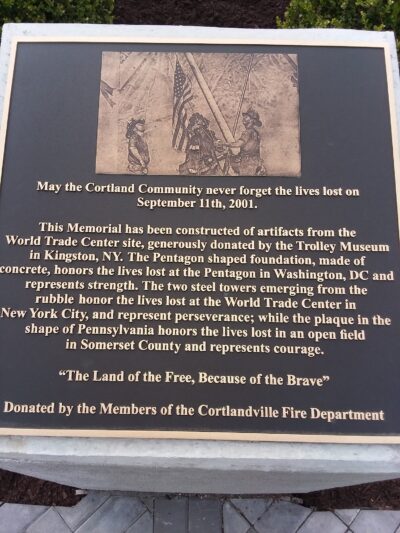 May the Cortland Community never forget the lives lost on
September 11th, 2001.
This Memorial has been constructed of artifacts from the
World Trade Center site, generously donated by the Trolley Museum
in Kingston, NY. The Pentagon shaped foundation, made of
concrete, honors the lives lost at the Pentagon in Washington, DC and
represents strength. The two steel towers emerging from the
rubble honor the lives lost at the World Trade Center in
New York City, and represent perseverance; while the plaque in the
shape of Pennsylvania honors the lives lost in an open field
in Somerset County and represents courage.
"The Land of the Free, Because of the Brave"
Donated by the Members of the Cortlandville Fire Department